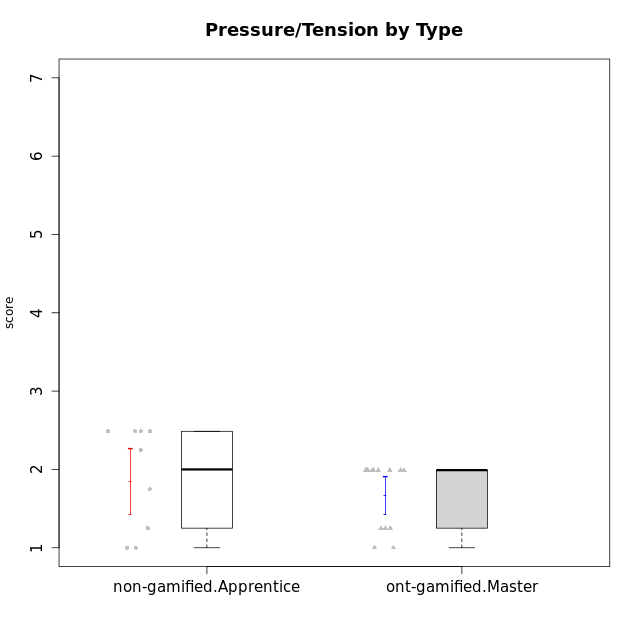 Pressure/Tension by Type
7
6
5
4
3
2
1
score
non-gamified.Apprentice
ont-gamified.Master